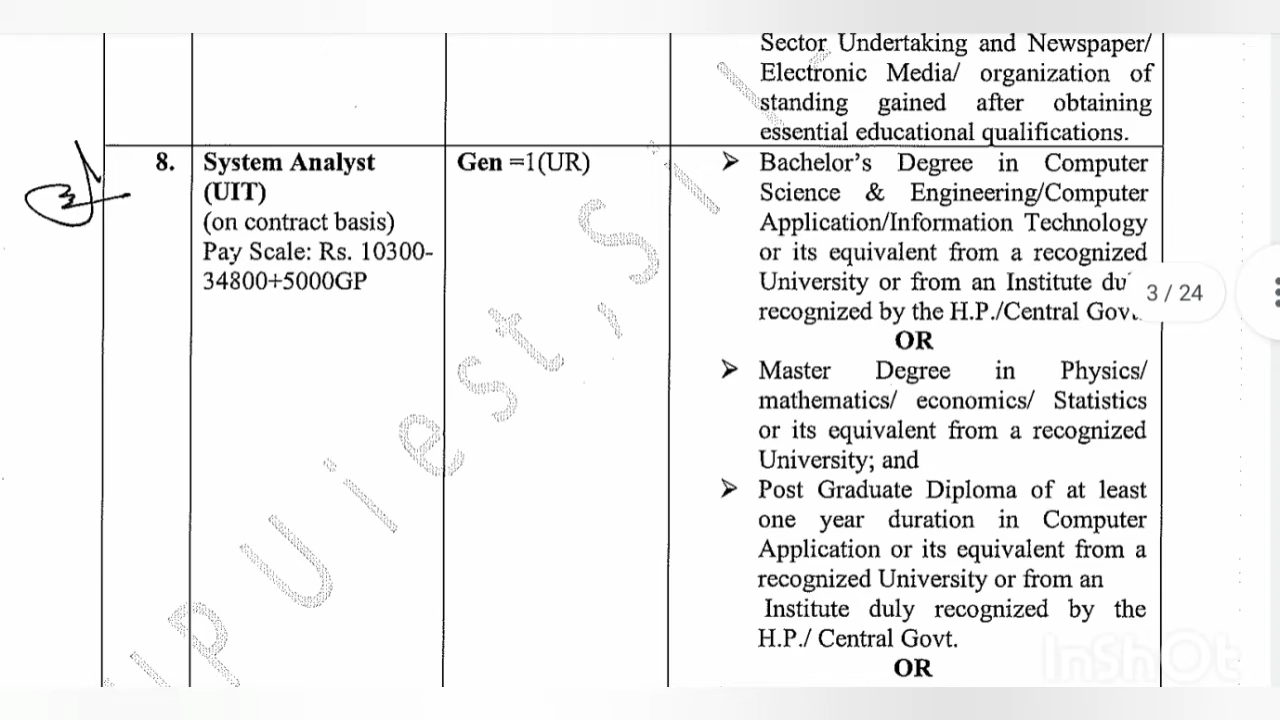 Sector Undertaking and Newspaper/
Electronic Media/ organization of
standing gained after obtaining
essential educational qualifications.
8.
System Analyst
(UIT)
(on contract basis)
Pay Scale: Rs. 10300-
34800+5000GP
Gen =1(UR)
➢ Bachelor's Degree in Computer
Science & Engineering/Computer
Application/Information Technology
or its equivalent from a recognized
University or from an Institute
recognized by the H.P./Central
OR
➢ Master Degree in Physics/
mathematics/ economics/ Statistics
or its equivalent from a recognized
University; and
➢ Post Graduate Diploma of at least
one year duration in Computer
Application or its equivalent from a
recognized University or from an
Institute duly recognized by the
H.P./ Central Govt.
OR
3 / 24
InShOt